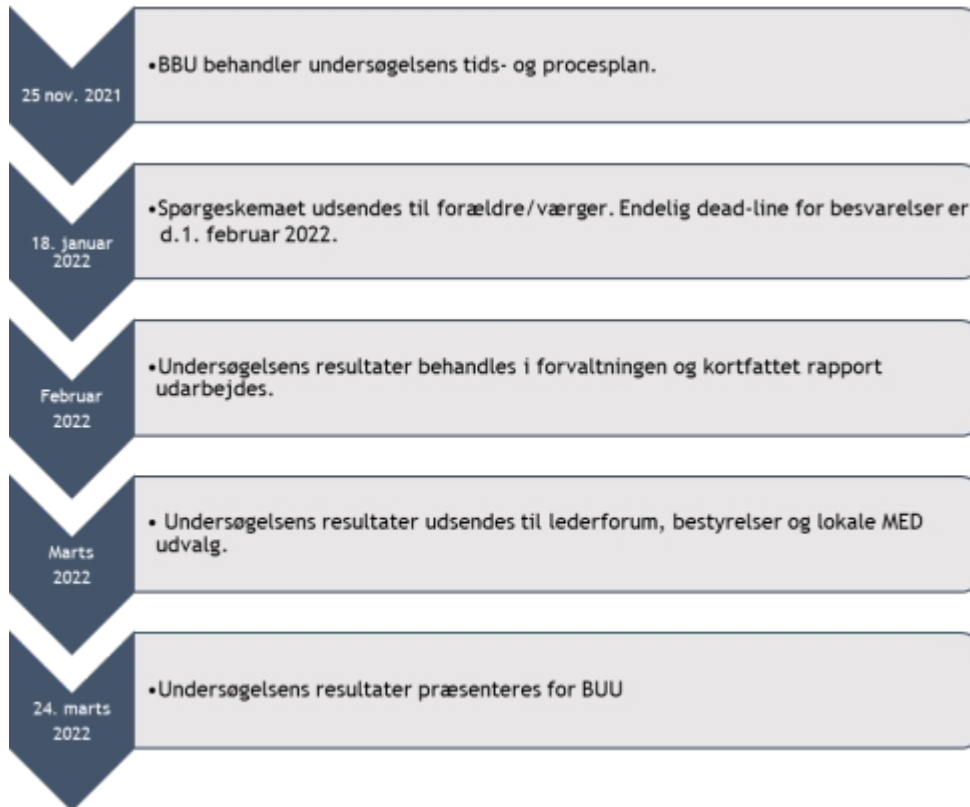 25 nov. 2021
•BBU behandler undersøgelsens tids- og procesplan.
18. januar
2022
•Spørgeskemaet udsendes til forældre/værger. Endelig dead-line for besvarelser er
d.1. februar 2022.
Februar
2022
•Undersøgelsens resultater behandles i forvaltningen og kortfattet rapport
udarbejdes.
Marts
2022
• Undersøgelsens resultater udsendes til lederforum, bestyrelser og lokale MED
udvalg.
24. marts
2022
•Undersøgelsens resultater præsenteres for BUU